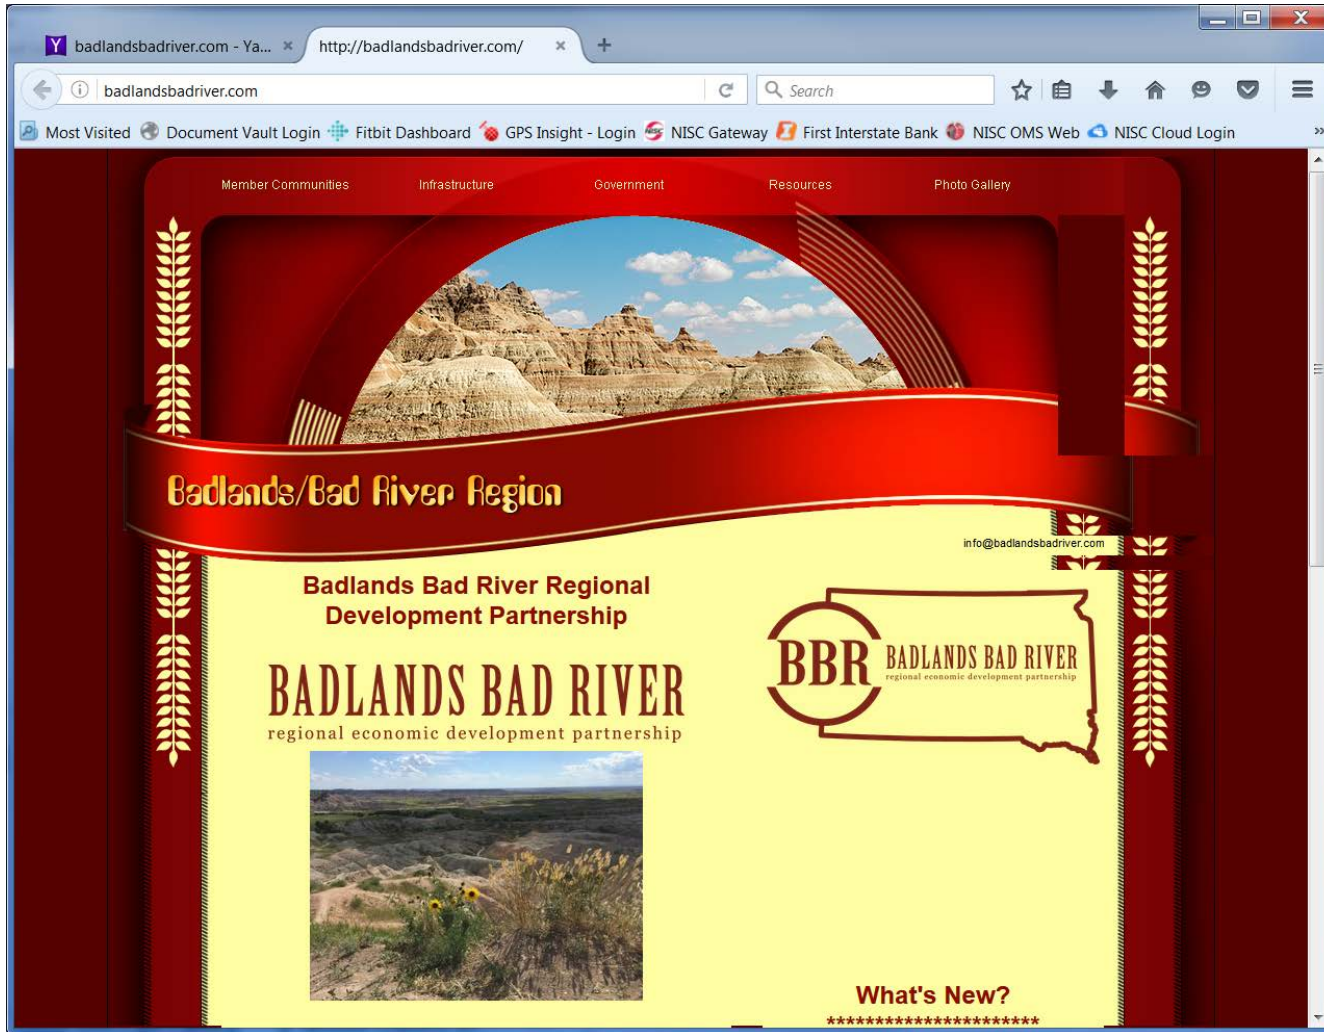 badlandsbadriver.com - Ya...
http://badlandsbadriver.com/
badlandsbadriver.com
Search
Most Visited Document Vault Login Fitbit Dashboard GPS Insight - Login NISC Gateway First Interstate Bank NISC OMS Web NISC Cloud Login
Member Communities Infrastructure Government Resources Photo Gallery
Badlands/Bad River Region
info@badlandsbadriver.com
Badlands Bad River Regional
Development Partnership
BADLANDS BAD RIVER
regional economic development partnership
BBR BADLANDS BAD RIVER
regional economic development partnership
What's New?
**********************